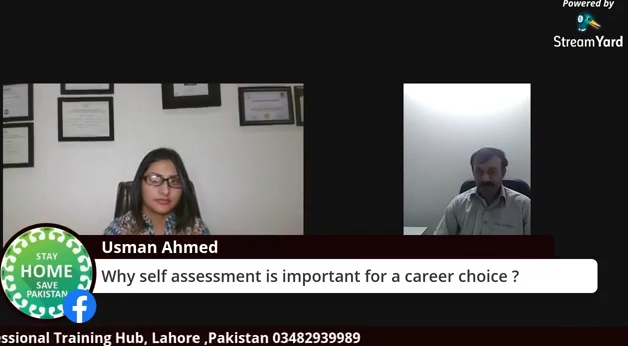 Powered by
StreamYard
Usman Ahmed
Why self assessment is important for a career choice ?
STAY
HOME
SAVE
PAKISTAN
f
essional Training Hub, Lahore ,Pakistan 03482939989